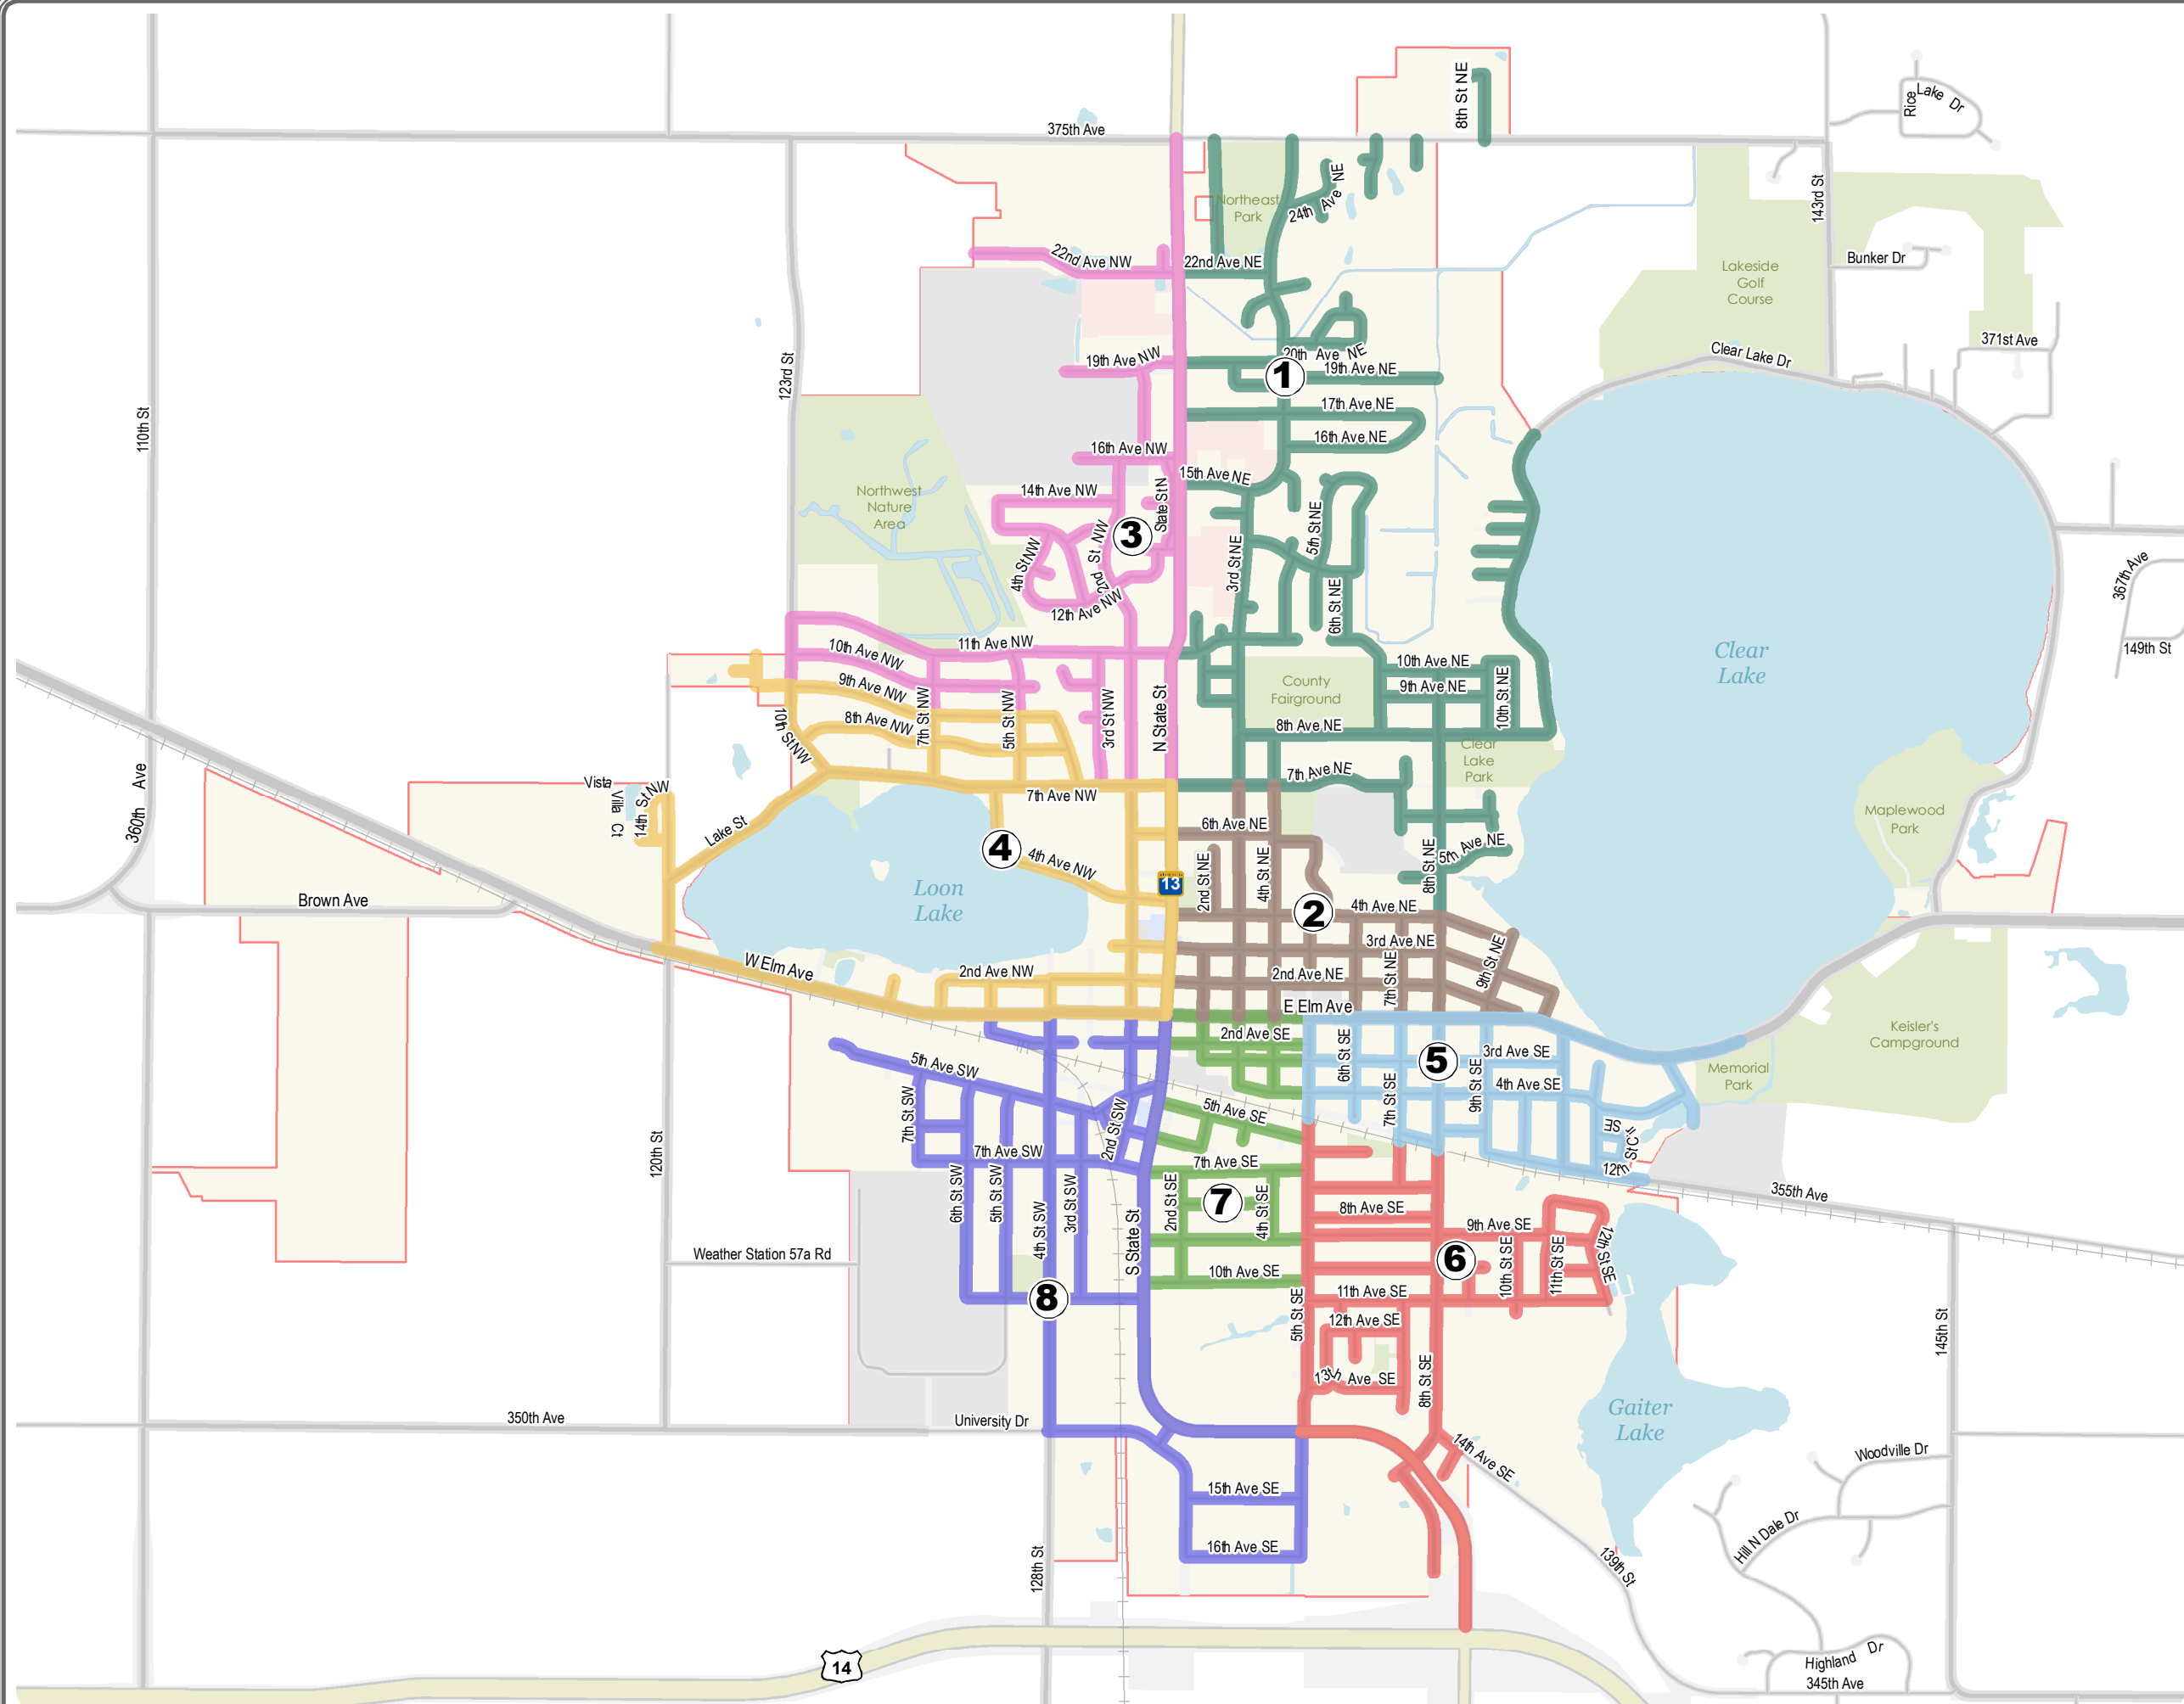 8th St NE
Rice
Lake Dr
375th Ave
143rd St
Northeast
Park
24th Ave NE
22nd Ave NW
22nd Ave NE
Bunker Dr
Lakeside
Golf
Course
371st Ave
Clear Lake Dr
123rd St
19th Ave NW
20th Ave NE
1
19th Ave NE
110th St
17th Ave NE
16th Ave NE
16th Ave NW
15th Ave NE
14th Ave NW
Northwest
Nature
Area
State St N
3
2nd St NW
4th St NW
2nd
12th Ave NW
3rd St NE
5th St NE
6th St NE
367th Ave
149th St
11th Ave NW
10th Ave NW
9th Ave NW
8th Ave NW
10th St NW
7th St NW
5th St NW
3rd St NW
N State St
County
Fairground
10th Ave NE
9th Ave NE
10th St NE
8th Ave NE
Clear
Lake
Clear
Lake
Park
7th Ave NE
7th Ave NW
360th Ave
Vista
Villa Ct
14th St NW
Lake St
6th Ave NE
Maplewood
Park
4
4th Ave NW
13
2nd St NE
4th St NE
8th St NE
5th Ave NE
Loon
Lake
Brown Ave
2
4th Ave NE
3rd Ave NE
2nd Ave NE
7th St NE
9th St NE
W Elm Ave
2nd Ave NW
E Elm Ave
2nd Ave SE
6th St SE
5
3rd Ave SE
4th Ave SE
7th St SE
9th St SE
Keisler's
Campground
Memorial
Park
5th Ave SW
7th St SW
2nd St SW
5th Ave SE
St Cir SE
12th
120th St
7th Ave SW
7th Ave SE
355th Ave
6th St SW
5th St SW
4th St SW
3rd St SW
S State St
2nd St SE
7
4th St SE
8th Ave SE
9th Ave SE
6
10th St SE
11th St SE
12th St SE
Weather Station 57a Rd
10th Ave SE
8
11th Ave SE
5th St SE
12th Ave SE
13th Ave SE
8th St SE
145th St
Gaiter
Lake
350th Ave
University Dr
14th Ave SE
Woodville Dr
15th Ave SE
Hill N Dale Dr
16th Ave SE
128th St
139th St
14
Highland Dr
345th Ave